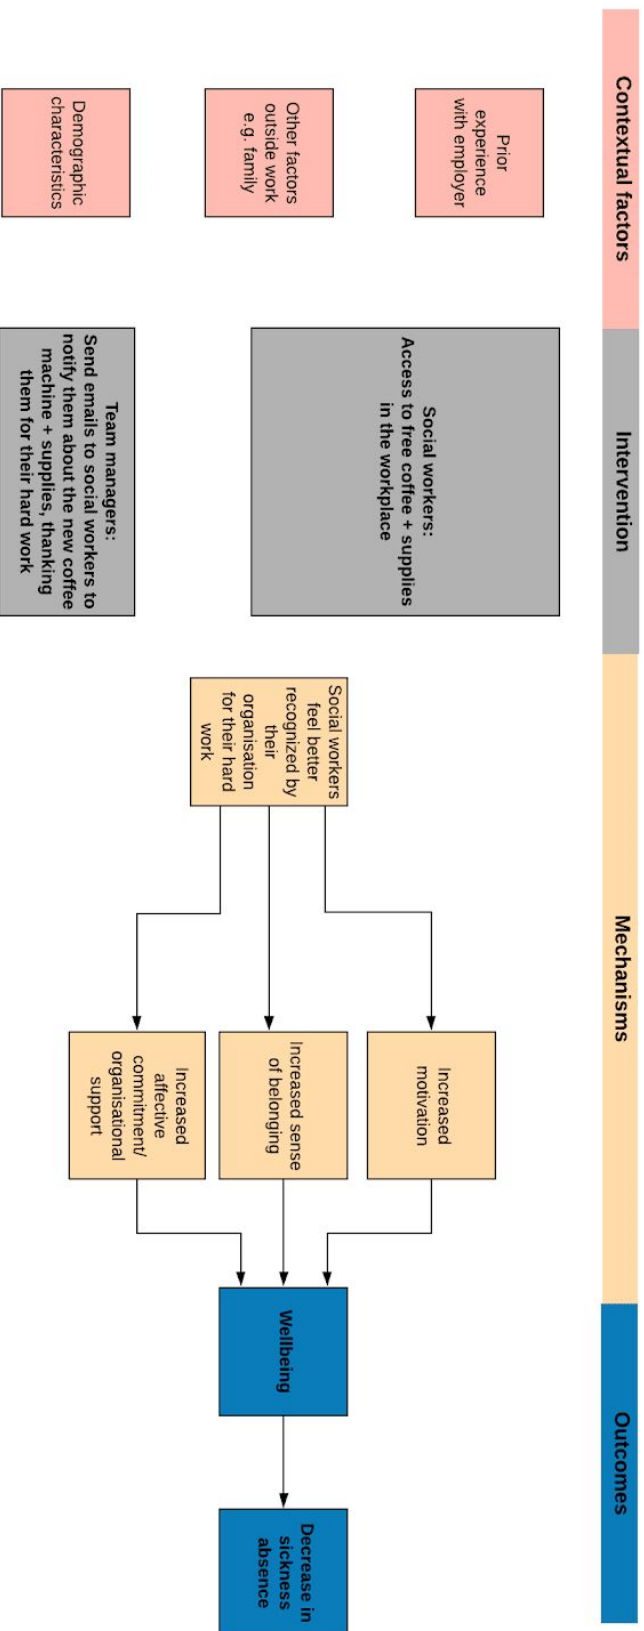 Contextual factors
Intervention
Mechanisms
Outcomes
Prior
experience
with employer
Other factors
outside work
e.g. family
Demographic
characteristics
Social workers:
Access to free coffee + supplies
in the workplace
Team managers:
Send emails to social workers to
notify them about the new coffee
machine + supplies, thanking
them for their hard work
Social workers
feel better
recognized by
their
organisation
for their hard
work
Increased
motivation
Increased sense
of belonging
Increased
affective
commitment/
organisational
support
Wellbeing
Decrease in
sickness
absence